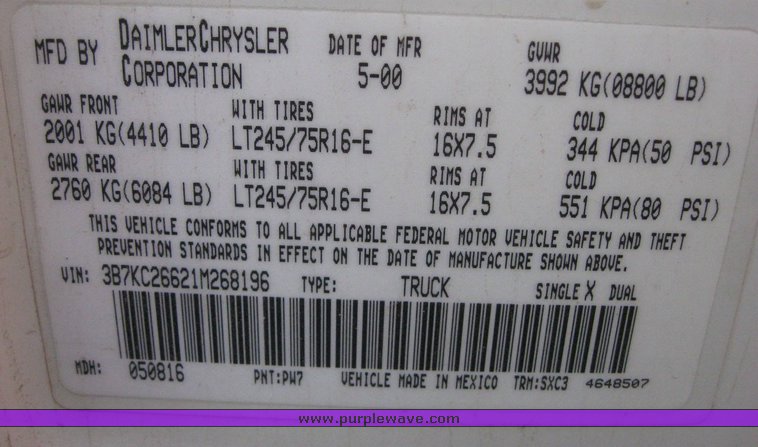 MFD BY DAIMLERCHRYSLER CORPORATION DATE OF MFR 5-00 GVWR 3992 KG(08800 LB)
GAWR FRONT WITH TIRES RIMS AT COLD
2001 KG(4410 LB) LT245/75R16-E 16X7.5 344 KPA(50 PSI)
GAWR REAR WITH TIRES RIMS AT COLD
2760 KG(6084 LB) LT245/75R16-E 16X7.5 551 KPA(80 PSI)
THIS VEHICLE CONFORMS TO ALL APPLICABLE FEDERAL MOTOR VEHICLE SAFETY AND THEFT
PREVENTION STANDARDS IN EFFECT ON THE DATE OF MANUFACTURE SHOWN ABOVE.
VIN: 3B7KC26621M268196 TYPE: TRUCK SINGLE X DUAL
MDH: 050816 PNT:PW7 VEHICLE MADE IN MEXICO TRM:SXC3 4648507
www.purplewave.com